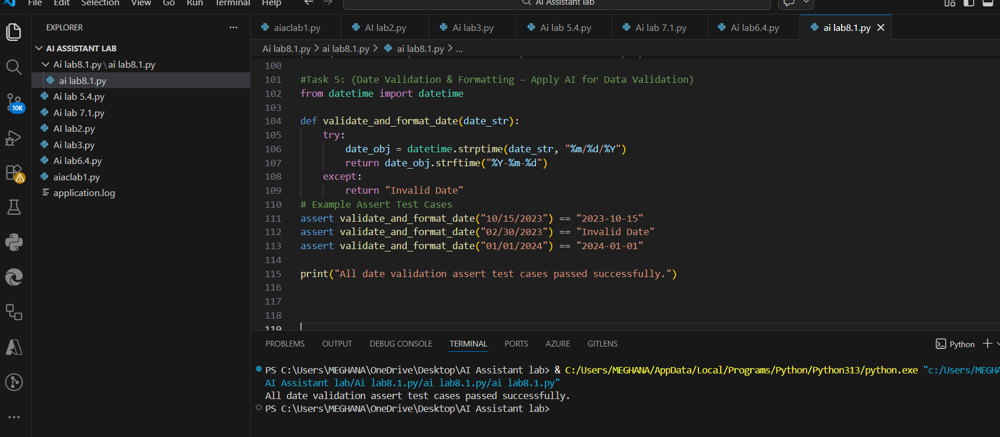 File Edit Selection View Go Run Terminal Help
AI Assistant lab
EXPLORER
AI ASSISTANT LAB
Ai lab8.1.py\ai lab8.1.py
ai lab8.1.py
Ai lab 5.4.py
Ai lab 7.1.py
AI lab2.py
Ai lab3.py
Ai lab6.4.py
aiaclab1.py
application.log
10K
aiaclab1.py AI lab2.py Ai lab3.py Ai lab 5.4.py Ai lab 7.1.py Ai lab6.4.py ai lab8.1.py
Ai lab8.1.py > ai lab8.1.py > ai lab8.1.py > ...
100
101 #Task 5: (Date Validation & Formatting – Apply AI for Data Validation)
102 from datetime import datetime
103
104 def validate_and_format_date(date_str):
105 try:
106 date_obj = datetime.strptime(date_str, "%m/%d/%Y")
107 return date_obj.strftime("%Y-%m-%d")
108 except:
109 return "Invalid Date"
110 # Example Assert Test Cases
111 assert validate_and_format_date("10/15/2023") == "2023-10-15"
112 assert validate_and_format_date("02/30/2023") == "Invalid Date"
113 assert validate_and_format_date("01/01/2024") == "2024-01-01"
114
115 print("All date validation assert test cases passed successfully.")
116
117
118
119
PROBLEMS OUTPUT DEBUG CONSOLE TERMINAL PORTS AZURE GITLENS
Python
PS C:\Users\MEGHANA\OneDrive\Desktop\AI Assistant lab> & C:/Users/MEGHANA/AppData/Local/Programs/Python/Python313/python.exe "c:/Users/MEGHA
AI Assistant lab/Ai lab8.1.py/ai lab8.1.py/ai lab8.1.py"
All date validation assert test cases passed successfully.
PS C:\Users\MEGHANA\OneDrive\Desktop\AI Assistant lab>